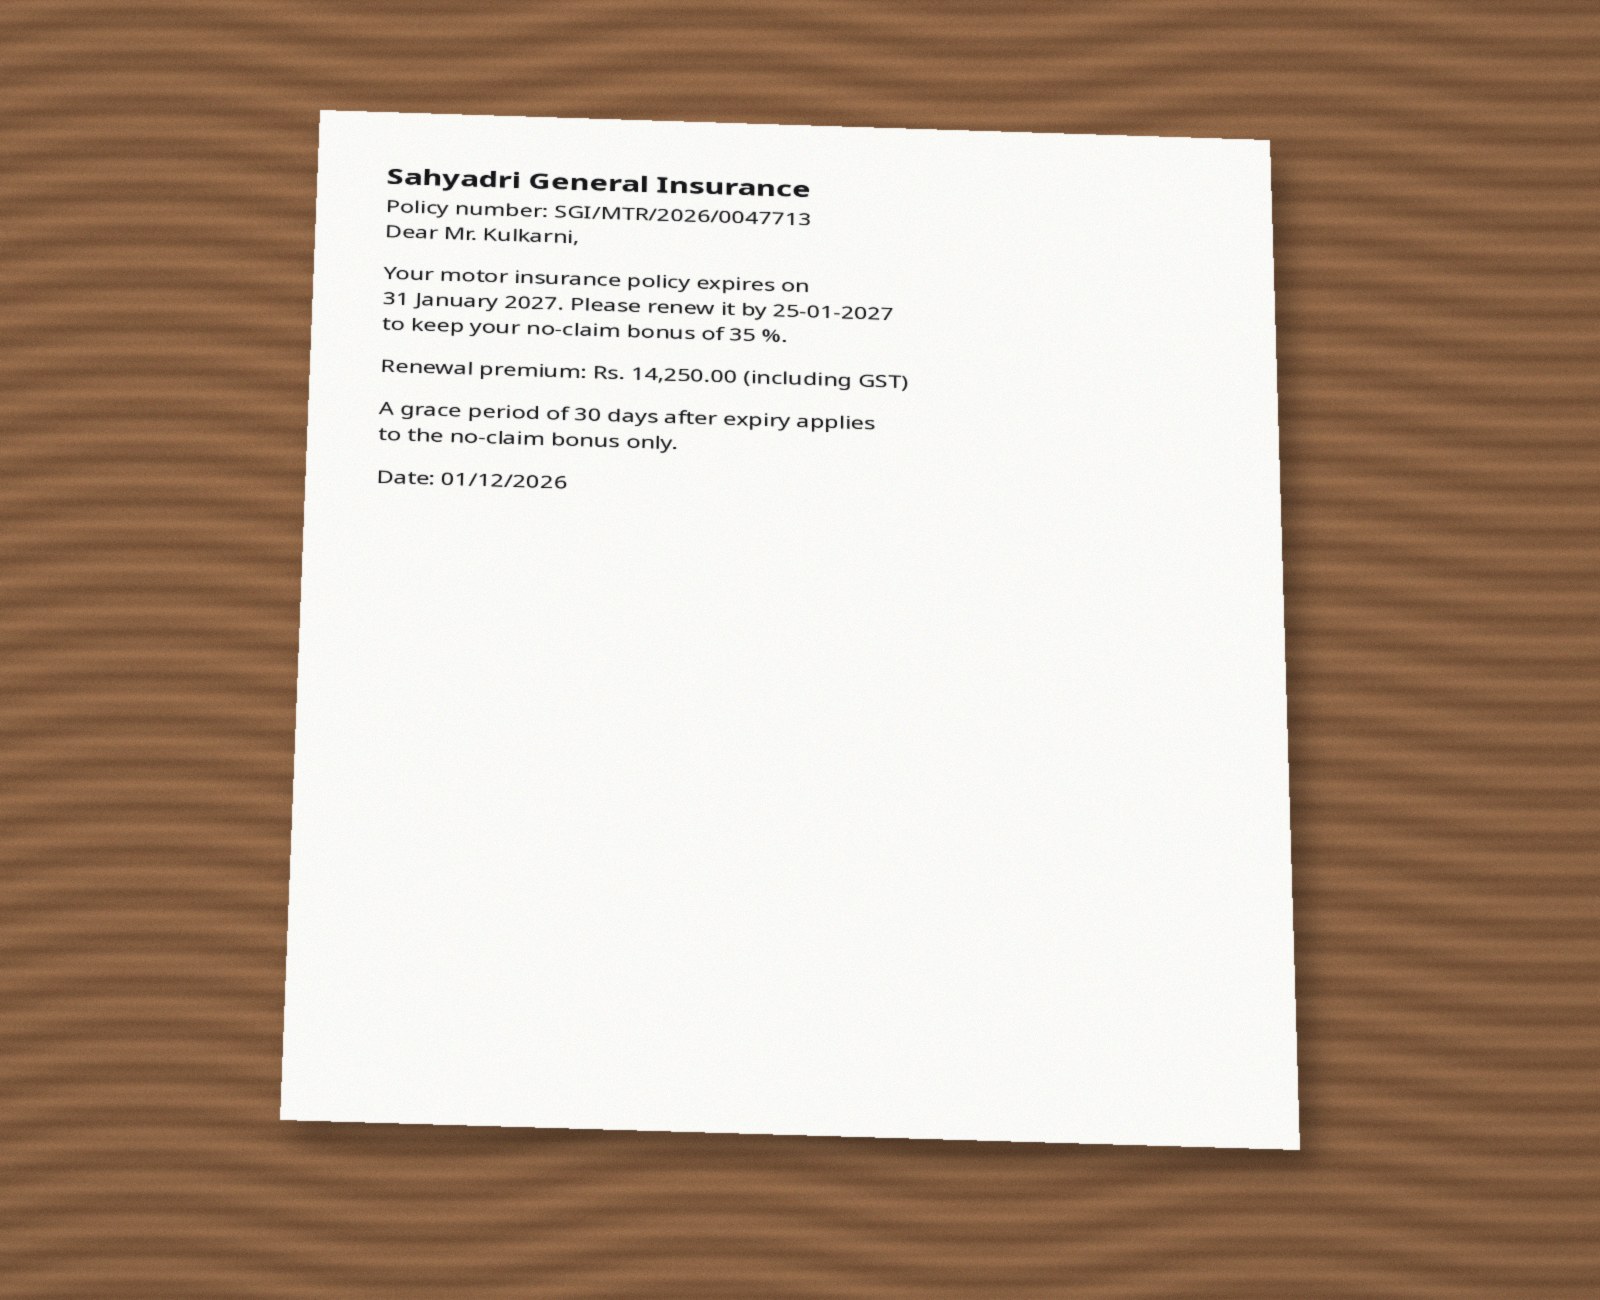 Sahyadri General Insurance
Policy number: SGI/MTR/2026/0047713
Dear Mr. Kulkarni,
Your motor insurance policy expires on
31 January 2027. Please renew it by 25-01-2027
to keep your no-claim bonus of 35 %.
Renewal premium: Rs. 14,250.00 (including GST)
A grace period of 30 days after expiry applies
to the no-claim bonus only.
Date: 01/12/2026